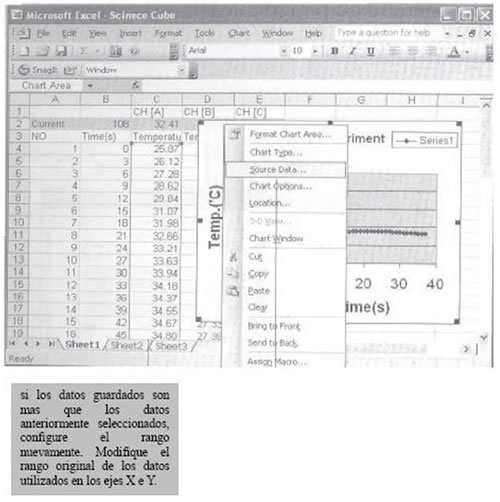 Microsoft Excel - Scinece Cube
File Edit View Insert Format Tools Chart Window Help Type a question for help
Arial 10 B I U A
SnagIt Window
Chart Area fx
A B C D E F G H I
1 CH [A] CH [B] CH [C]
2 Current 108 32.41
3 NO Time(s) Temperatu Ter
4 1 0 25.87
5 2 3 26.12
6 3 6 27.28
7 4 9 28.62
8 5 12 29.84
9 6 15 31.07
10 7 18 31.98
11 8 21 32.66
12 9 24 33.21
13 10 27 33.63
14 11 30 33.94
15 12 33 34.18
16 13 36 34.37
17 14 39 34.55
18 15 42 34.67 27.33
19 16 45 34.80 27.39
Format Chart Area...
Chart Type...
Source Data...
Chart Options...
Location...
3-D View...
Chart Window
Cut
Copy
Paste
Clear
Bring to Front
Send to Back
Assign Macro...
riment
Series1
Temp.('C)
20 30 40
ime(s)
Sheet1 Sheet2 Sheet3
Ready
si los datos guardados son
mas que los datos
anteriormente seleccionados,
configure el rango
nuevamente. Modifique el
rango original de los datos
utilizados en los ejes X e Y.